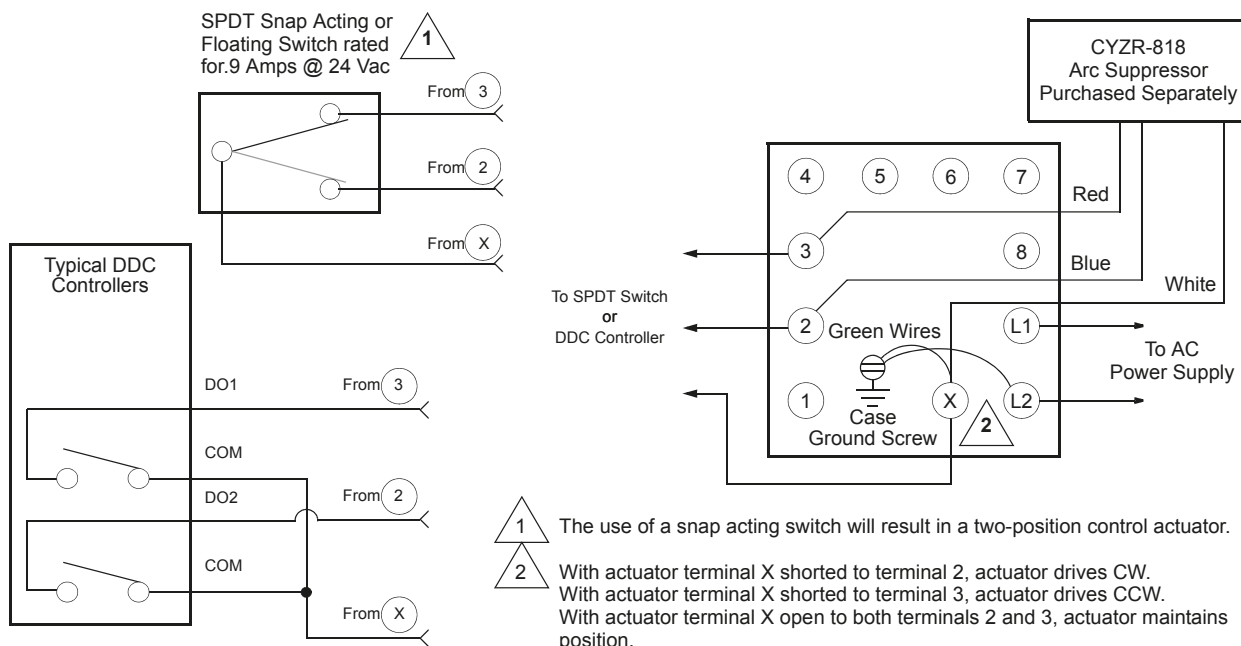 SPDT Snap Acting or
Floating Switch rated
for.9 Amps @ 24 Vac
1
From 3
From 2
From X
Typical DDC
Controllers
DO1
From 3
COM
DO2
From 2
COM
From X
CYZR-818
Arc Suppressor
Purchased Separately
4 5 6 7
Red
3
8
Blue
White
To SPDT Switch
or
DDC Controller
2
Green Wires
L1
To AC
Power Supply
1
X
L2
Case
Ground Screw
2
1 The use of a snap acting switch will result in a two-position control actuator.
2 With actuator terminal X shorted to terminal 2, actuator drives CW.
With actuator terminal X shorted to terminal 3, actuator drives CCW.
With actuator terminal X open to both terminals 2 and 3, actuator maintains
position.